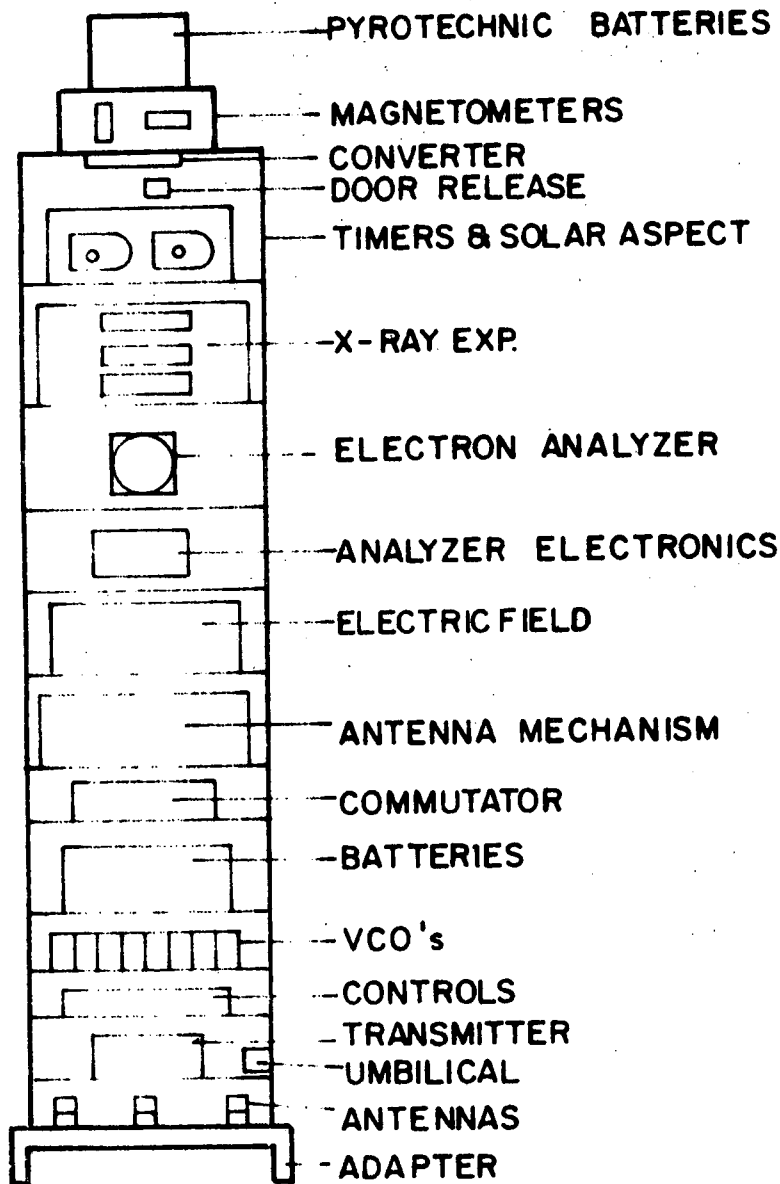 PYROTECHNIC BATTERIES
MAGNETOMETERS
CONVERTER
DOOR RELEASE
TIMERS & SOLAR ASPECT
X-RAY EXP.
ELECTRON ANALYZER
ANALYZER ELECTRONICS
ELECTRIC FIELD
ANTENNA MECHANISM
COMMUTATOR
BATTERIES
VCO's
CONTROLS
TRANSMITTER
UMBILICAL
ANTENNAS
ADAPTER